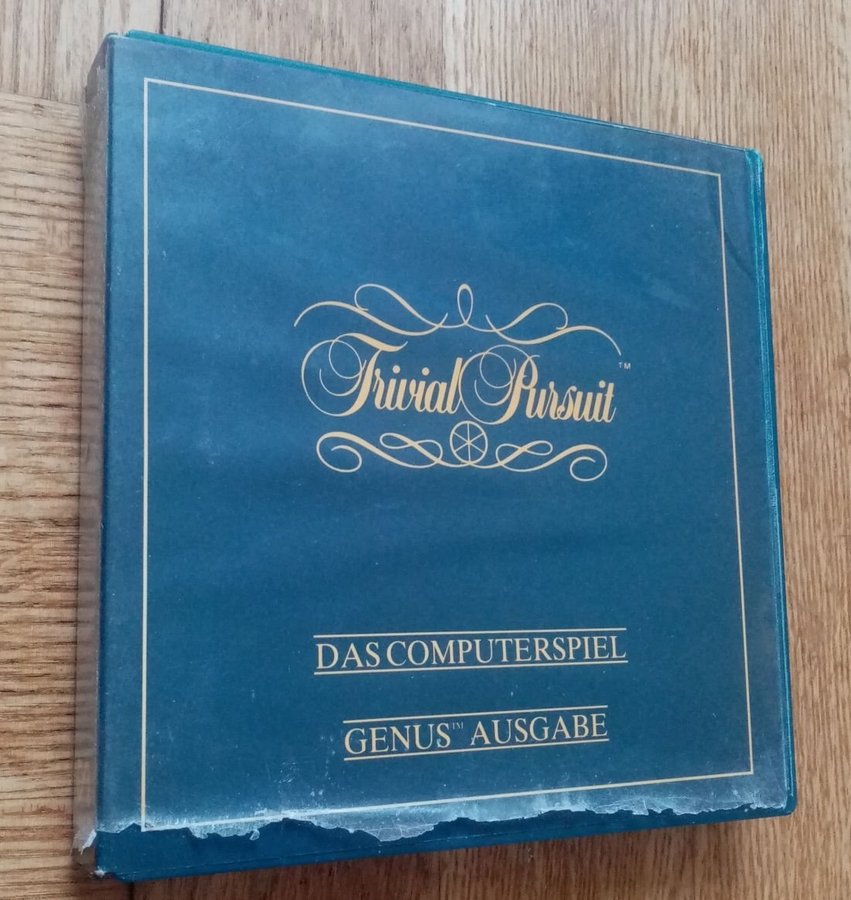 Trivial Pursuit™
DAS COMPUTERSPIEL
GENUS™ AUSGABE